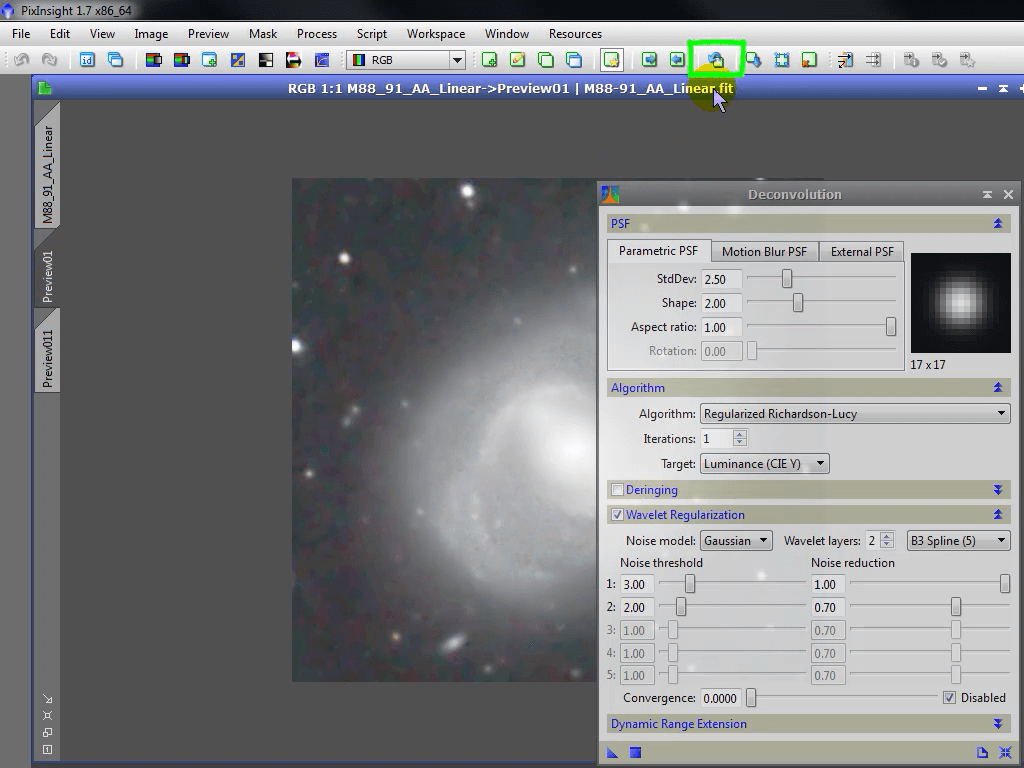 PixInsight 1.7 x86_64
File Edit View Image Preview Mask Process Script Workspace Window Resources
id RGB
RGB 1:1 M88_91_AA_Linear->Preview01 | M88-91_AA_Linear.fit
M88_91_AA_Linear
Preview01
Preview011
Deconvolution
PSF
Parametric PSF Motion Blur PSF External PSF
StdDev: 2.50
Shape: 2.00
Aspect ratio: 1.00
Rotation: 0.00
17 x 17
Algorithm
Algorithm: Regularized Richardson-Lucy
Iterations: 1
Target: Luminance (CIE Y)
Deringing
Wavelet Regularization
Noise model: Gaussian Wavelet layers: 2 B3 Spline (5)
Noise threshold Noise reduction
1: 3.00 1.00
2: 2.00 0.70
3: 1.00 0.70
4: 1.00 0.70
5: 1.00 0.70
Convergence: 0.0000 Disabled
Dynamic Range Extension